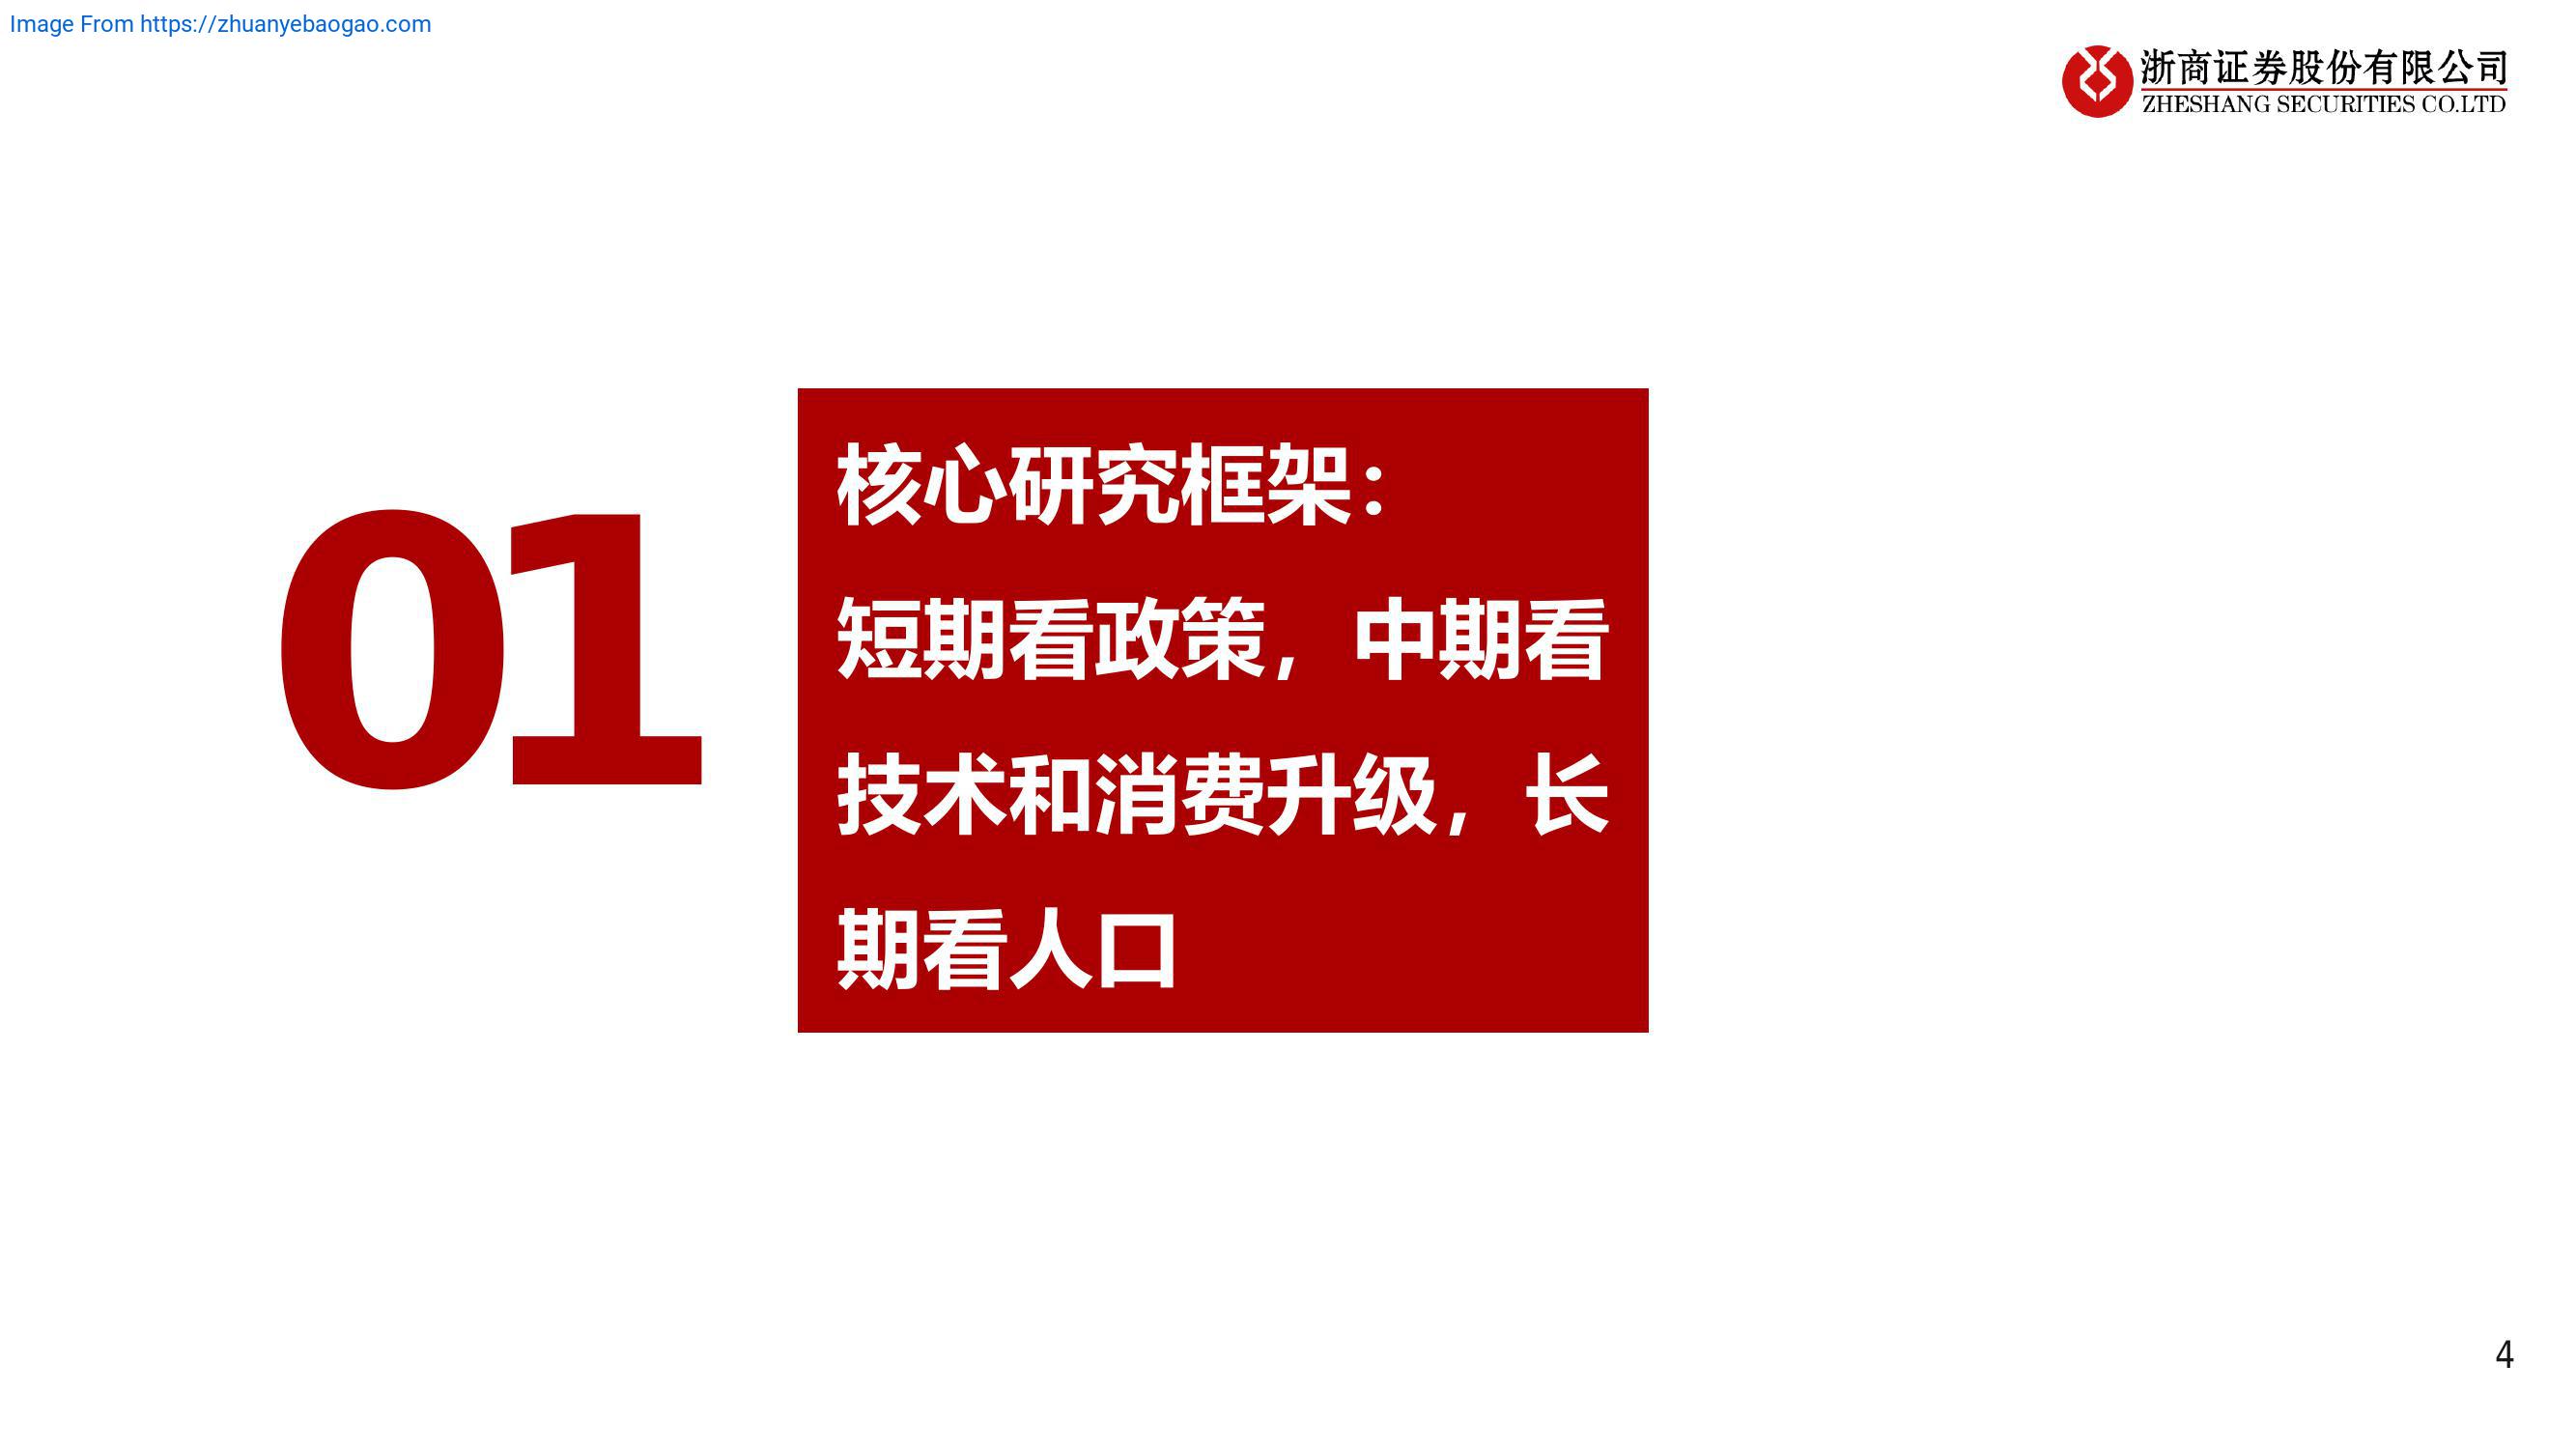 Image From https://zhuanyebaogao.com
浙商证券股份有限公司
ZHESHANG SECURITIES CO.LTD
01
核心研究框架：
短期看政策，中期看
技术和消费升级，长
期看人口
4